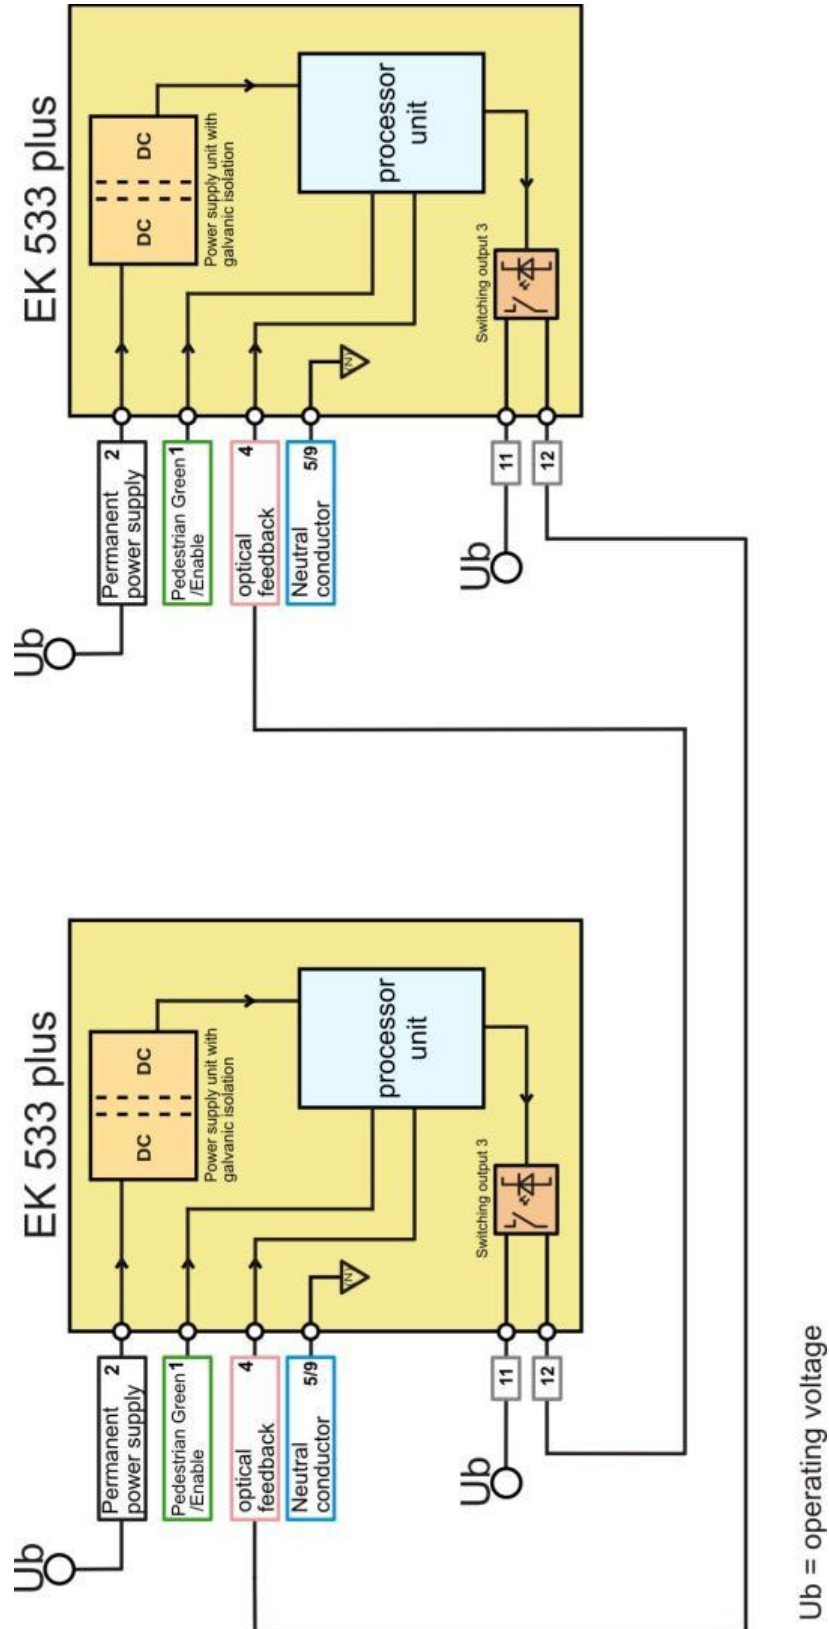 EK 533 plus
Ub
Permanent
power supply
2
DC
DC
Power supply unit with
galvanic isolation
Pedestrian Green
/Enable
1
optical
feedback
4
Neutral
conductor
5/9
N
processor
unit
Switching output 3
Ub
11
12
EK 533 plus
Ub
Permanent
power supply
2
DC
DC
Power supply unit with
galvanic isolation
Pedestrian Green
/Enable
1
optical
feedback
4
Neutral
conductor
5/9
N
processor
unit
Switching output 3
Ub
11
12
Ub = operating voltage